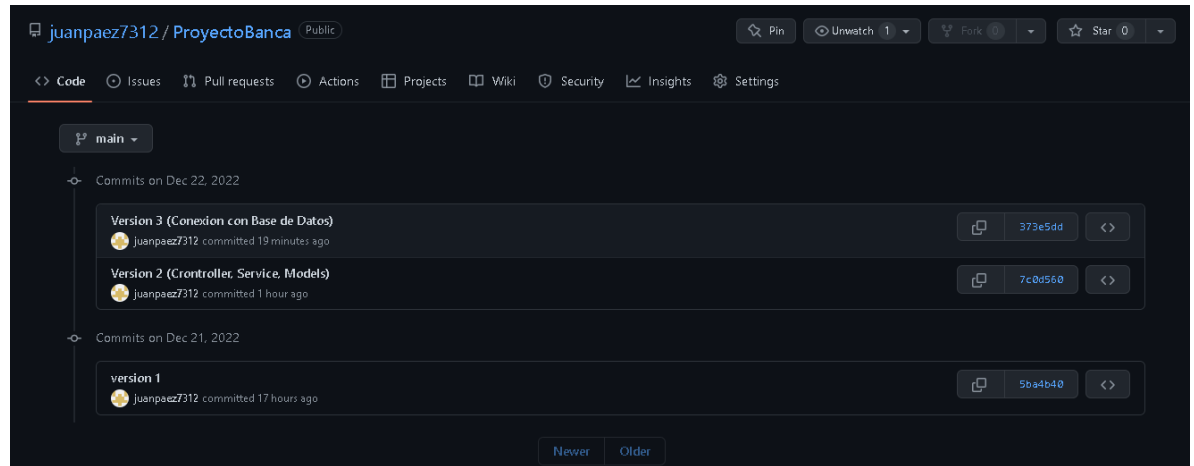 juanpaez7312 / ProyectoBanca Public Pin Unwatch 1 Fork 0 Star 0
<> Code Issues Pull requests Actions Projects Wiki Security Insights Settings
main
Commits on Dec 22, 2022
Version 3 (Conexion con Base de Datos)
juanpaez7312 committed 19 minutes ago
373e5dd <>
Version 2 (Crontroller, Service, Models)
juanpaez7312 committed 1 hour ago
7c0d560 <>
Commits on Dec 21, 2022
version 1
juanpaez7312 committed 17 hours ago
5ba4b40 <>
Newer Older